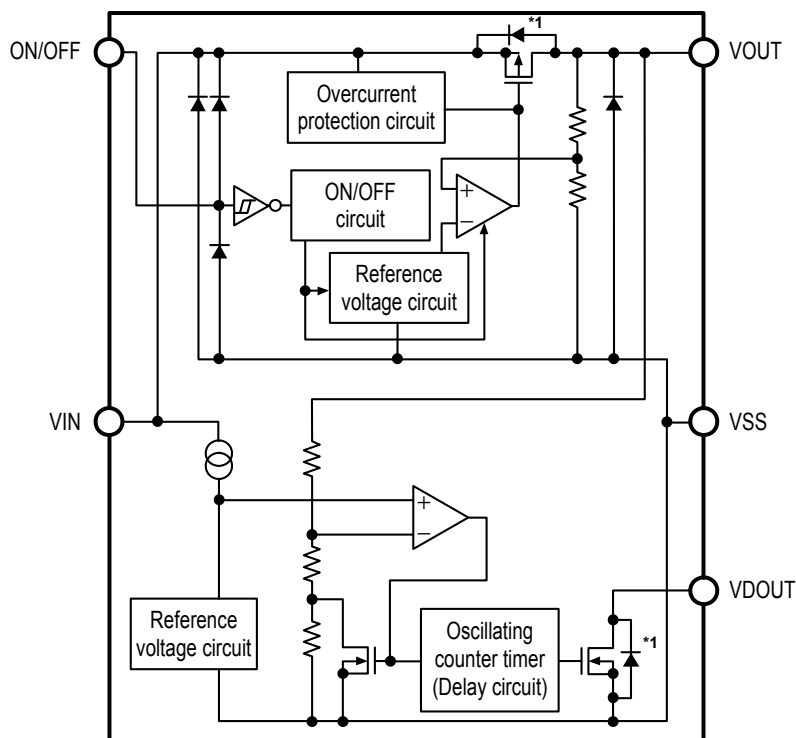 ON/OFF
*1
VOUT
Overcurrent
protection circuit
ON/OFF
circuit
+
−
Reference
voltage circuit
VIN
VSS
+
−
VDOUT
Reference
voltage circuit
Oscillating
counter timer
(Delay circuit)
*1